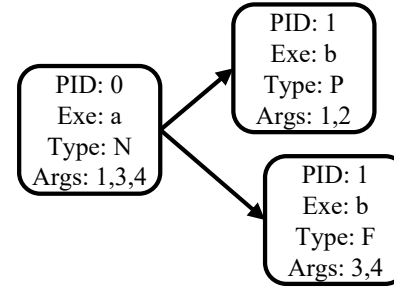 PID: 0
Exe: a
Type: N
Args: 1,3,4
PID: 1
Exe: b
Type: P
Args: 1,2
PID: 1
Exe: b
Type: F
Args: 3,4